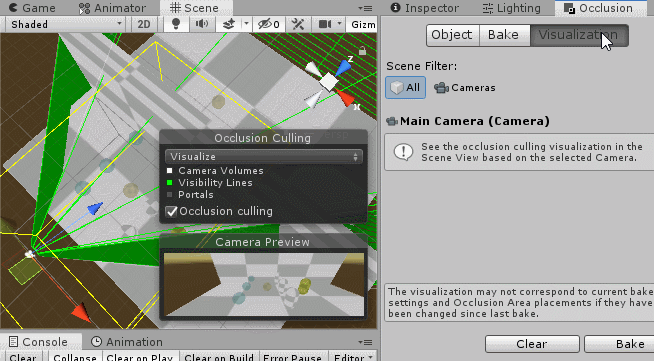 Game Animator Scene
Shaded 2D 0 Gizm
Occlusion Culling
Visualize
Camera Volumes
Visibility Lines
Portals
Occlusion culling
Camera Preview
z
x
Console Animation
Clear Collapse Clear on Play Clear on Build Error Pause Editor
Inspector Lighting Occlusion
Object Bake Visualization
Scene Filter:
All Cameras
Main Camera (Camera)
See the occlusion culling visualization in the
Scene View based on the selected Camera.
The visualization may not correspond to current bake
settings and Occlusion Area placements if they have
been changed since last bake.
Clear Bake